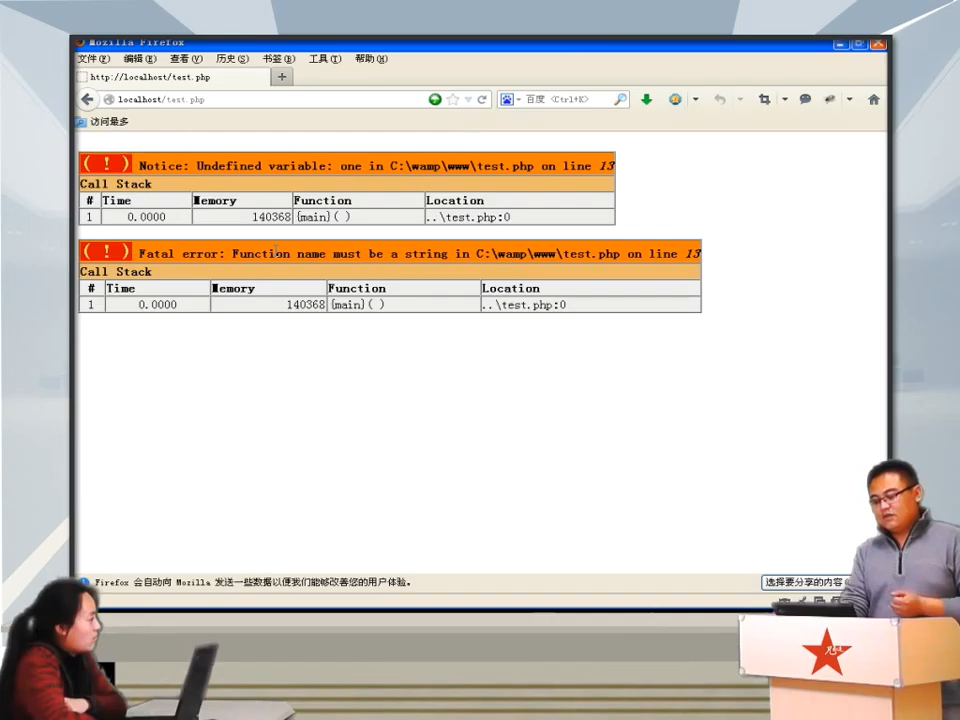 Mozilla Firefox
文件(F) 编辑(E) 查看(V) 历史(S) 书签(B) 工具(T) 帮助(H)
http://localhost/test.php +
localhost/test.php 百度 <Ctrl+K>
访问最多
( ! ) Notice: Undefined variable: one in C:\wamp\www\test.php on line 13
Call Stack
# Time Memory Function Location
1 0.0000 140368 {main}( ) ..\test.php:0
( ! ) Fatal error: Function name must be a string in C:\wamp\www\test.php on line 13
Call Stack
# Time Memory Function Location
1 0.0000 140368 {main}( ) ..\test.php:0
Firefox 会自动向 Mozilla 发送一些数据以便我们能够改善您的用户体验。 选择要分享的内容